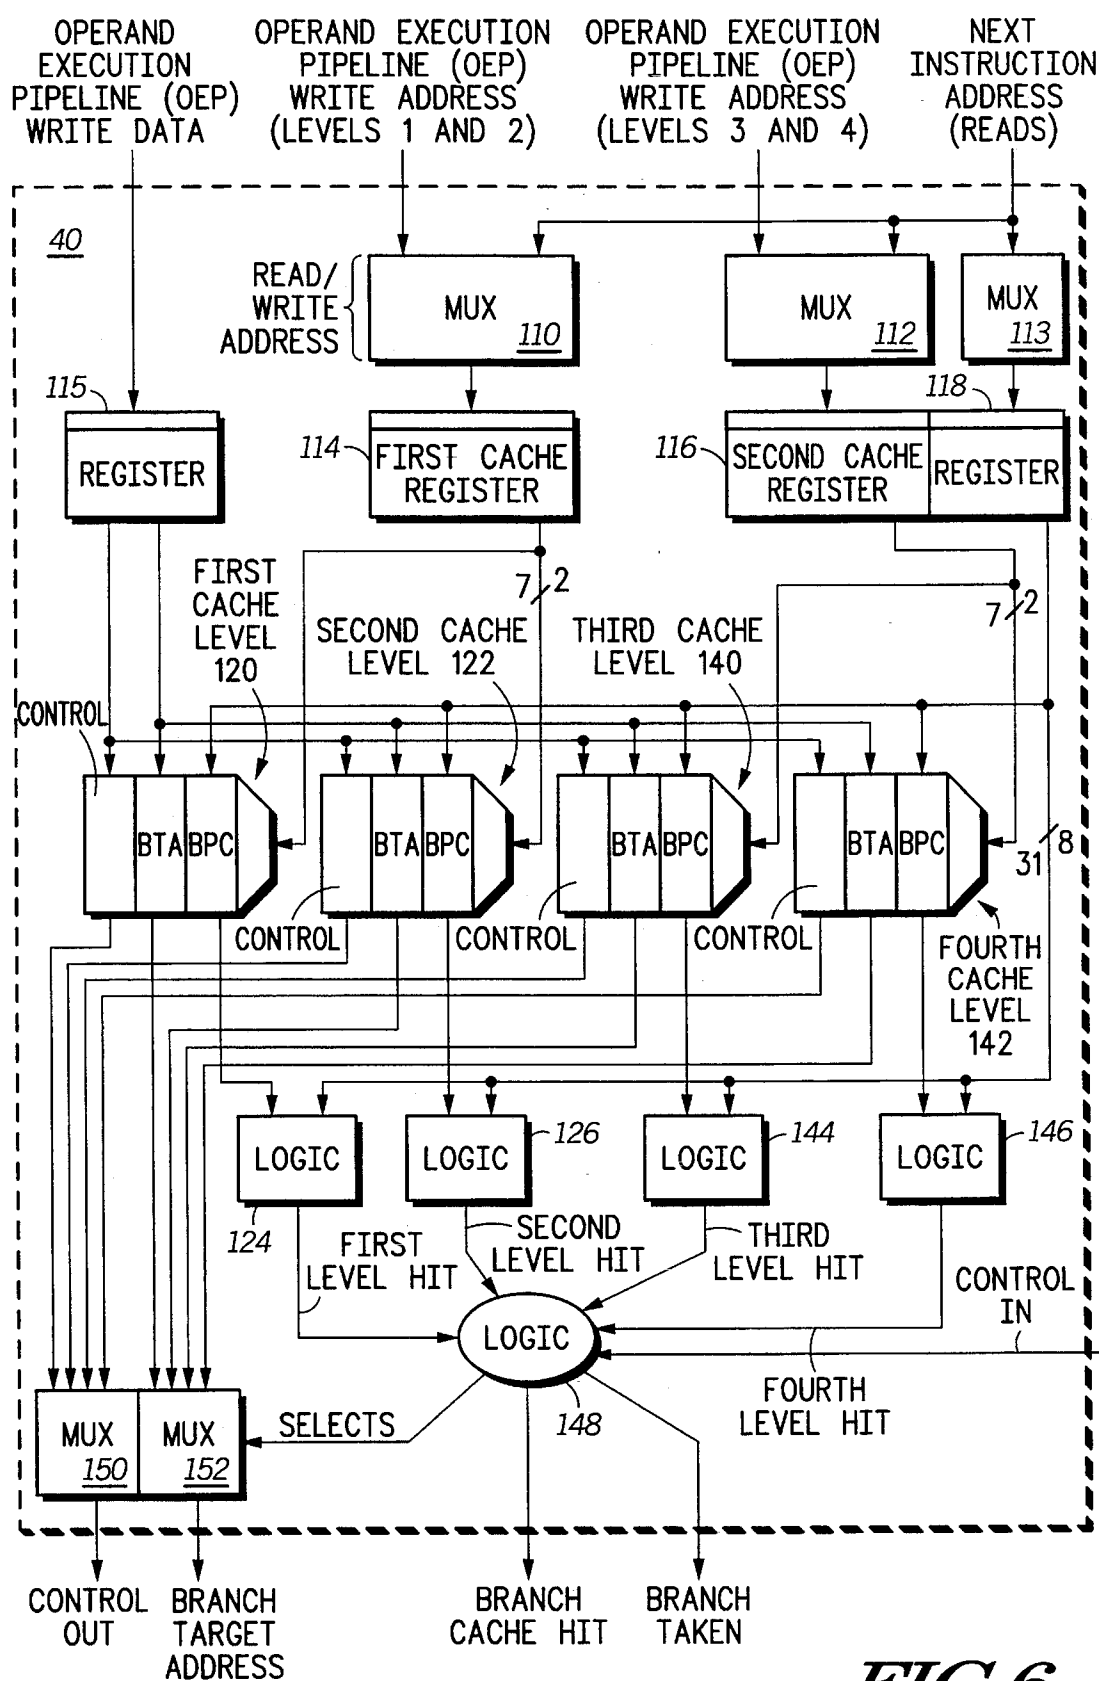 OPERAND
EXECUTION
PIPELINE (OEP)
WRITE DATA
OPERAND EXECUTION
PIPELINE (OEP)
WRITE ADDRESS
(LEVELS 1 AND 2)
OPERAND EXECUTION
PIPELINE (OEP)
WRITE ADDRESS
(LEVELS 3 AND 4)
NEXT
INSTRUCTION
ADDRESS
(READS)
40
READ/
WRITE
ADDRESS
MUX
110
MUX
112
MUX
113
115
REGISTER
114
FIRST CACHE
REGISTER
116
SECOND CACHE
REGISTER
118
REGISTER
FIRST
CACHE
LEVEL
120
7/2
SECOND CACHE
LEVEL 122
THIRD CACHE
LEVEL 140
7/2
CONTROL
BTA BPC
BTA BPC
BTA BPC
BTA BPC
31/8
CONTROL
CONTROL
CONTROL
FOURTH
CACHE
LEVEL
142
LOGIC
124
LOGIC
126
LOGIC
144
LOGIC
146
FIRST
LEVEL HIT
SECOND
LEVEL HIT
THIRD
LEVEL HIT
CONTROL
IN
LOGIC
148
FOURTH
LEVEL HIT
SELECTS
MUX
150
MUX
152
CONTROL
OUT
BRANCH
TARGET
ADDRESS
BRANCH
CACHE HIT
BRANCH
TAKEN
FIG.6